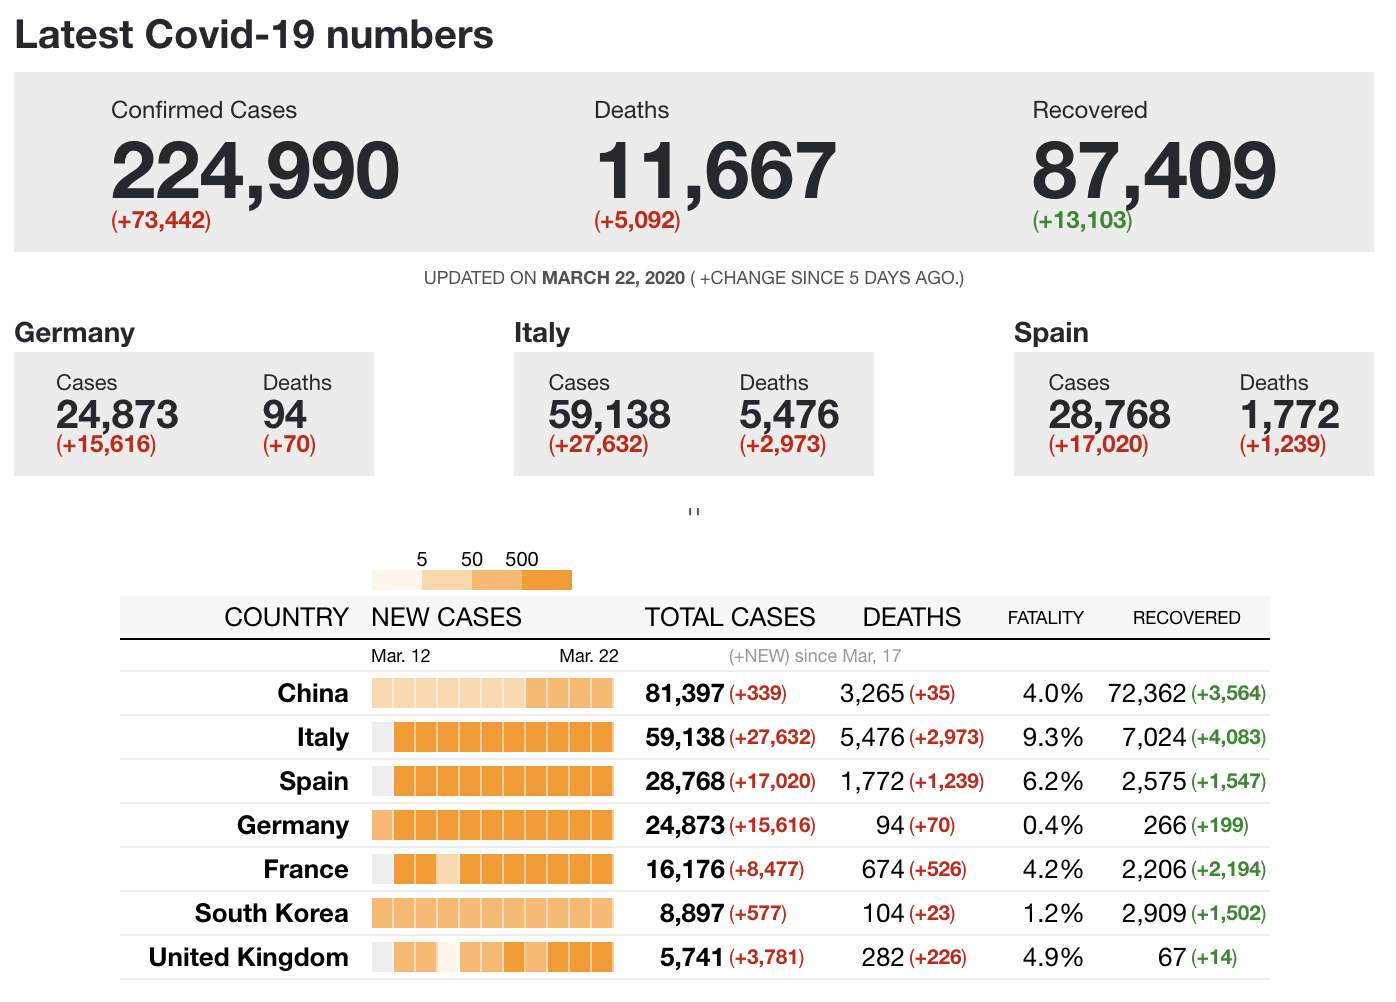 Latest Covid-19 numbers
Confirmed Cases Deaths Recovered
224,990 11,667 87,409
(+73,442) (+5,092) (+13,103)
UPDATED ON MARCH 22, 2020 ( +CHANGE SINCE 5 DAYS AGO.)
Germany Italy Spain
Cases Deaths Cases Deaths Cases Deaths
24,873 94 59,138 5,476 28,768 1,772
(+15,616) (+70) (+27,632) (+2,973) (+17,020) (+1,239)
"
5 50 500
COUNTRY NEW CASES TOTAL CASES DEATHS FATALITY RECOVERED
Mar. 12 Mar. 22 (+NEW) since Mar, 17
China 81,397 (+339) 3,265 (+35) 4.0% 72,362 (+3,564)
Italy 59,138 (+27,632) 5,476 (+2,973) 9.3% 7,024 (+4,083)
Spain 28,768 (+17,020) 1,772 (+1,239) 6.2% 2,575 (+1,547)
Germany 24,873 (+15,616) 94 (+70) 0.4% 266 (+199)
France 16,176 (+8,477) 674 (+526) 4.2% 2,206 (+2,194)
South Korea 8,897 (+577) 104 (+23) 1.2% 2,909 (+1,502)
United Kingdom 5,741 (+3,781) 282 (+226) 4.9% 67 (+14)